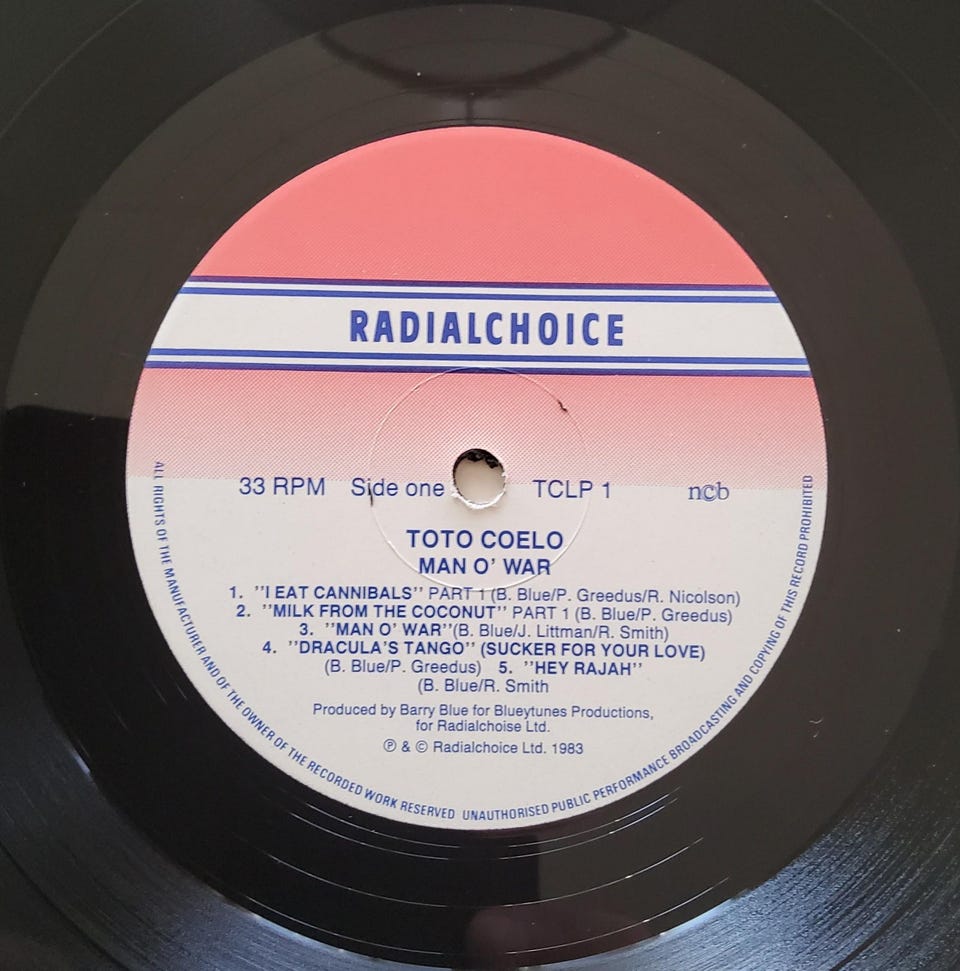 RADIALCHOICE
33 RPM Side one TCLP 1 ncb
TOTO COELO
MAN O' WAR
1. "I EAT CANNIBALS" PART 1 (B. Blue/P. Greedus/R. Nicolson)
2. "MILK FROM THE COCONUT" PART 1 (B. Blue/P. Greedus)
3. "MAN O' WAR"(B. Blue/J. Littman/R. Smith)
4. "DRACULA'S TANGO" (SUCKER FOR YOUR LOVE)
(B. Blue/P. Greedus) 5. "HEY RAJAH"
(B. Blue/R. Smith
Produced by Barry Blue for Blueytunes Productions,
for Radialchoise Ltd.
℗ & © Radialchoice Ltd. 1983
ALL RIGHTS OF THE MANUFACTURER AND OF THE OWNER OF THE RECORDED WORK RESERVED UNAUTHORISED PUBLIC PERFORMANCE BROADCASTING AND COPYING OF THIS RECORD PROHIBITED